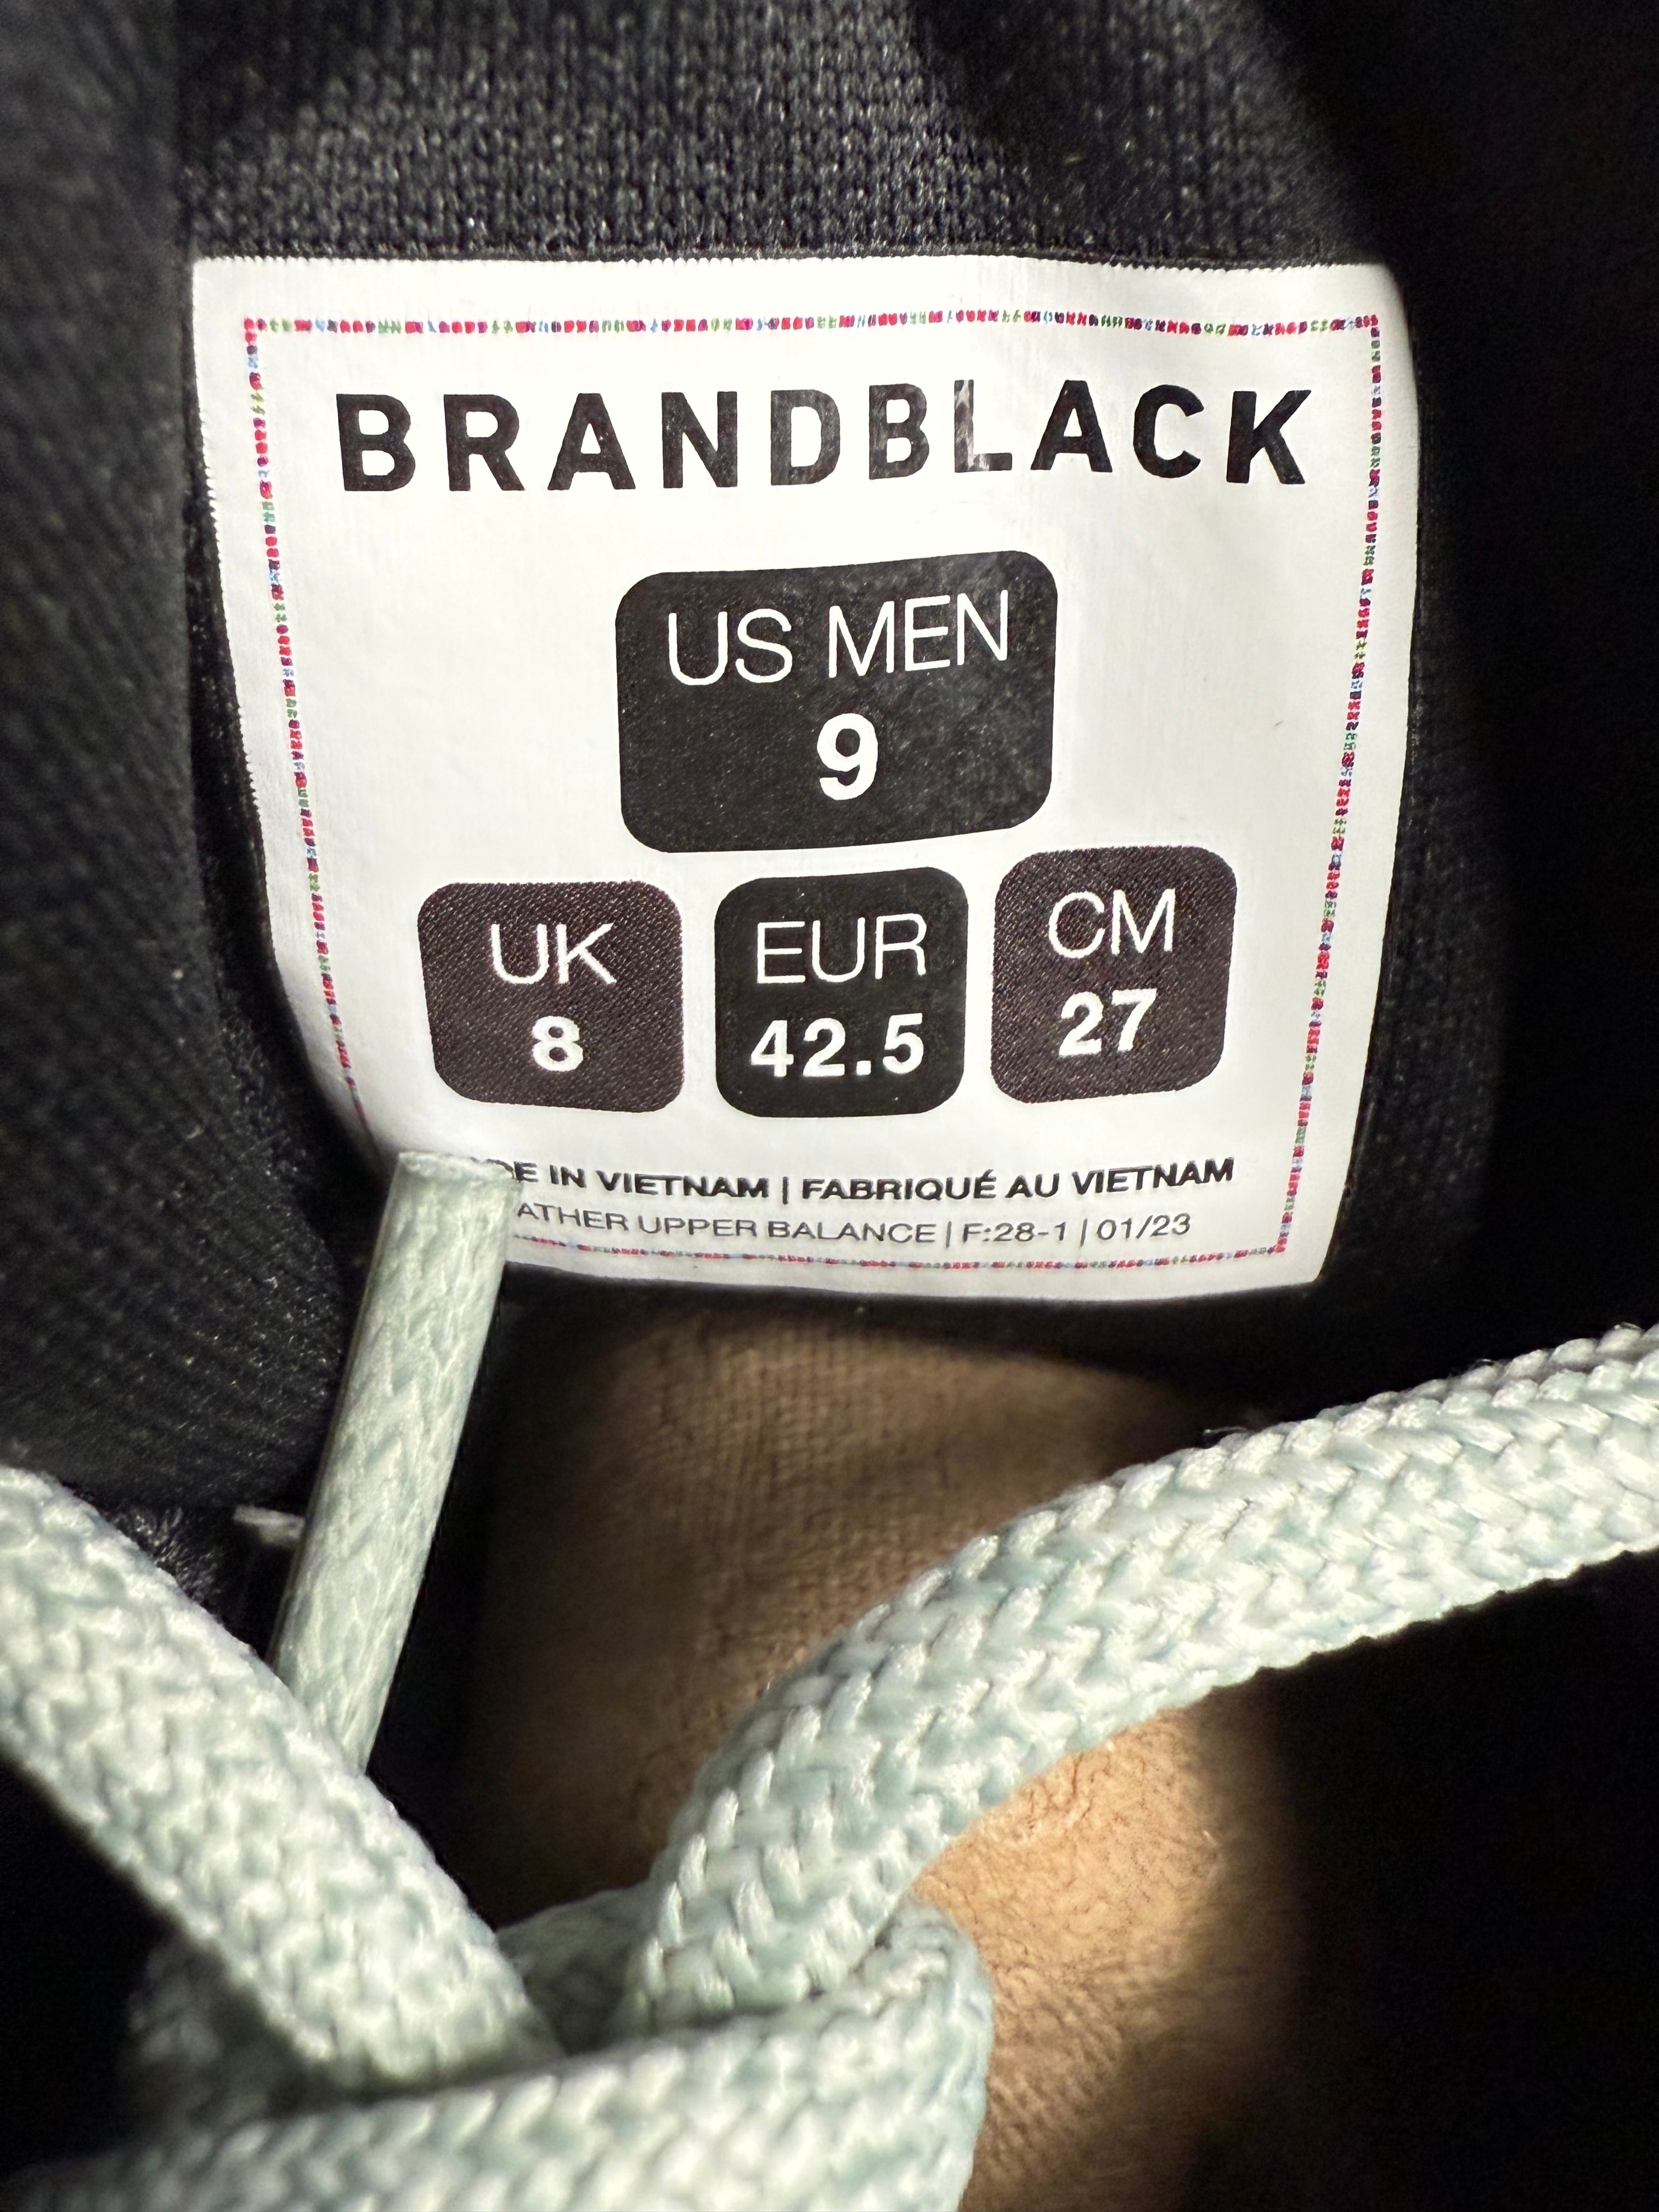 BRANDBLACK
US MEN
9
UK
8
EUR
42.5
CM
27
IN VIETNAM | FABRIQUÉ AU VIETNAM
UPPER BALANCE | F:28-1 | 01/23